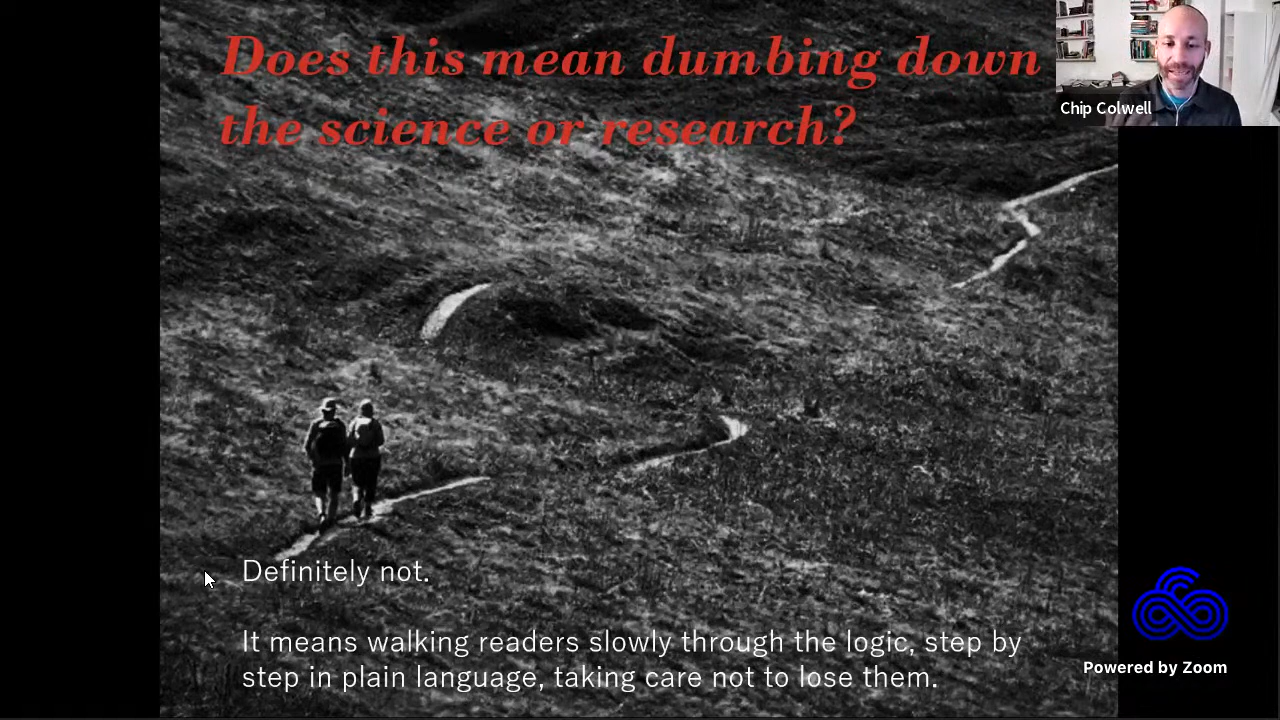 Does this mean dumbing down
the science or research?
Chip Colwell
Definitely not.
It means walking readers slowly through the logic, step by
step in plain language, taking care not to lose them.
Powered by Zoom